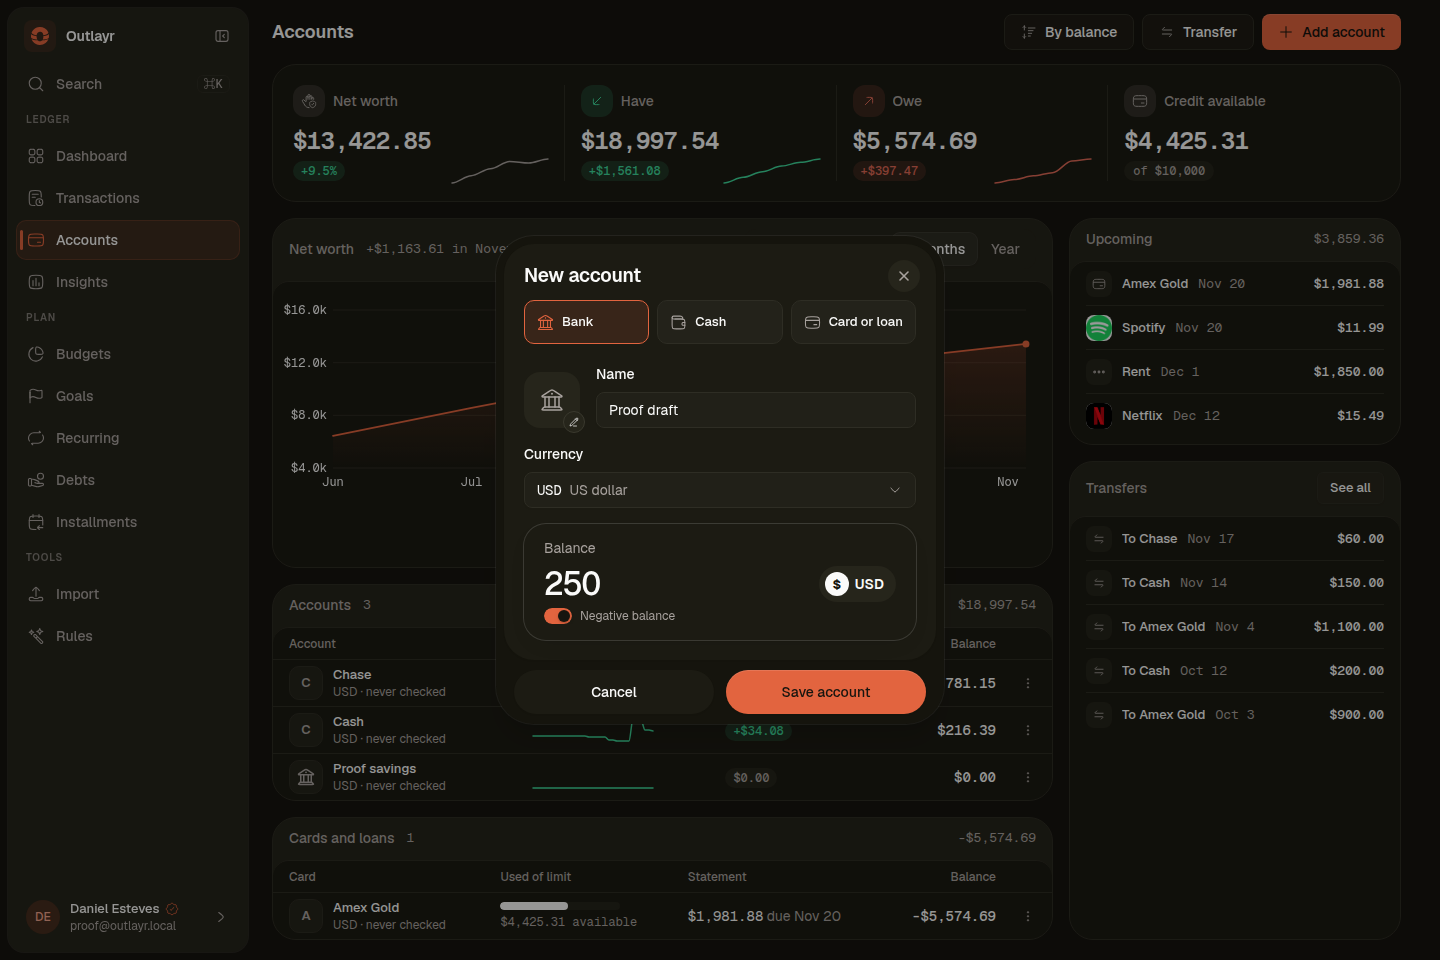 Outlayr
Search
⌘K
LEDGER
Dashboard
Transactions
Accounts
Insights
PLAN
Budgets
Goals
Recurring
Debts
Installments
TOOLS
Import
Rules
DE
Daniel Esteves
proof@outlayr.local
Accounts
By balance
Transfer
Add account
Net worth
$13,422.85
+9.5%
Have
$18,997.54
+$1,561.08
Owe
$5,574.69
+$397.47
Credit available
$4,425.31
of $10,000
Net worth +$1,163.61 in Nove
onths
Year
$16.0k
$12.0k
$8.0k
$4.0k
Jun
Jul
Nov
New account
Bank
Cash
Card or loan
Name
Proof draft
Currency
USD US dollar
Balance
250
$ USD
Negative balance
Cancel
Save account
Accounts 3
$18,997.54
Account
Balance
C
Chase
USD · never checked
781.15
C
Cash
USD · never checked
+$34.08
$216.39
Proof savings
USD · never checked
$0.00
$0.00
Cards and loans 1
-$5,574.69
Card
Used of limit
Statement
Balance
A
Amex Gold
USD · never checked
$4,425.31 available
$1,981.88 due Nov 20
-$5,574.69
Upcoming
$3,859.36
Amex Gold Nov 20
$1,981.88
Spotify Nov 20
$11.99
Rent Dec 1
$1,850.00
N
Netflix Dec 12
$15.49
Transfers
See all
To Chase Nov 17
$60.00
To Cash Nov 14
$150.00
To Amex Gold Nov 4
$1,100.00
To Cash Oct 12
$200.00
To Amex Gold Oct 3
$900.00